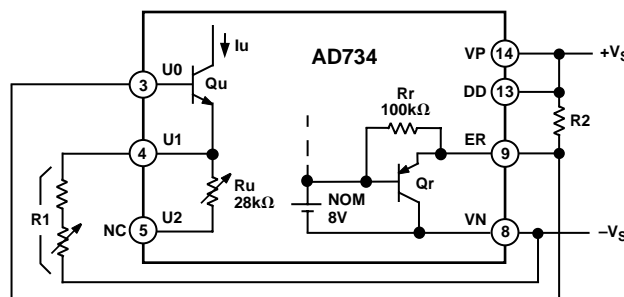 Iu
AD734
VP
14
+VS
3
U0
Qu
DD
13
Rr
100kΩ
R2
ER
9
4
U1
Ru
28kΩ
Qr
R1
NOM
8V
NC
5
U2
VN
8
–VS